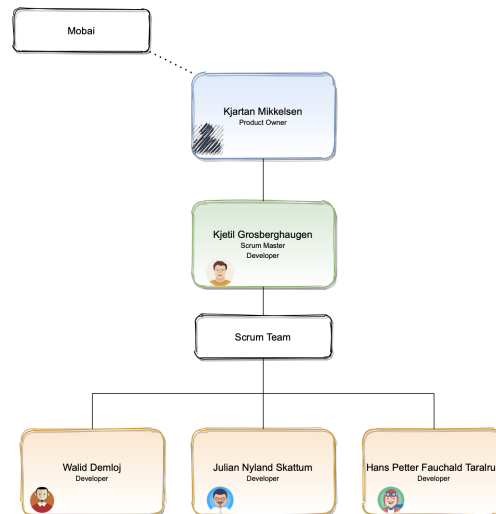 Mobai
Kjartan Mikkelsen
Product Owner
Kjetil Grosberghaugen
Scrum Master
Developer
Scrum Team
Walid Demloj
Developer
Julian Nyland Skattum
Developer
Hans Petter Fauchald Taralru
Developer